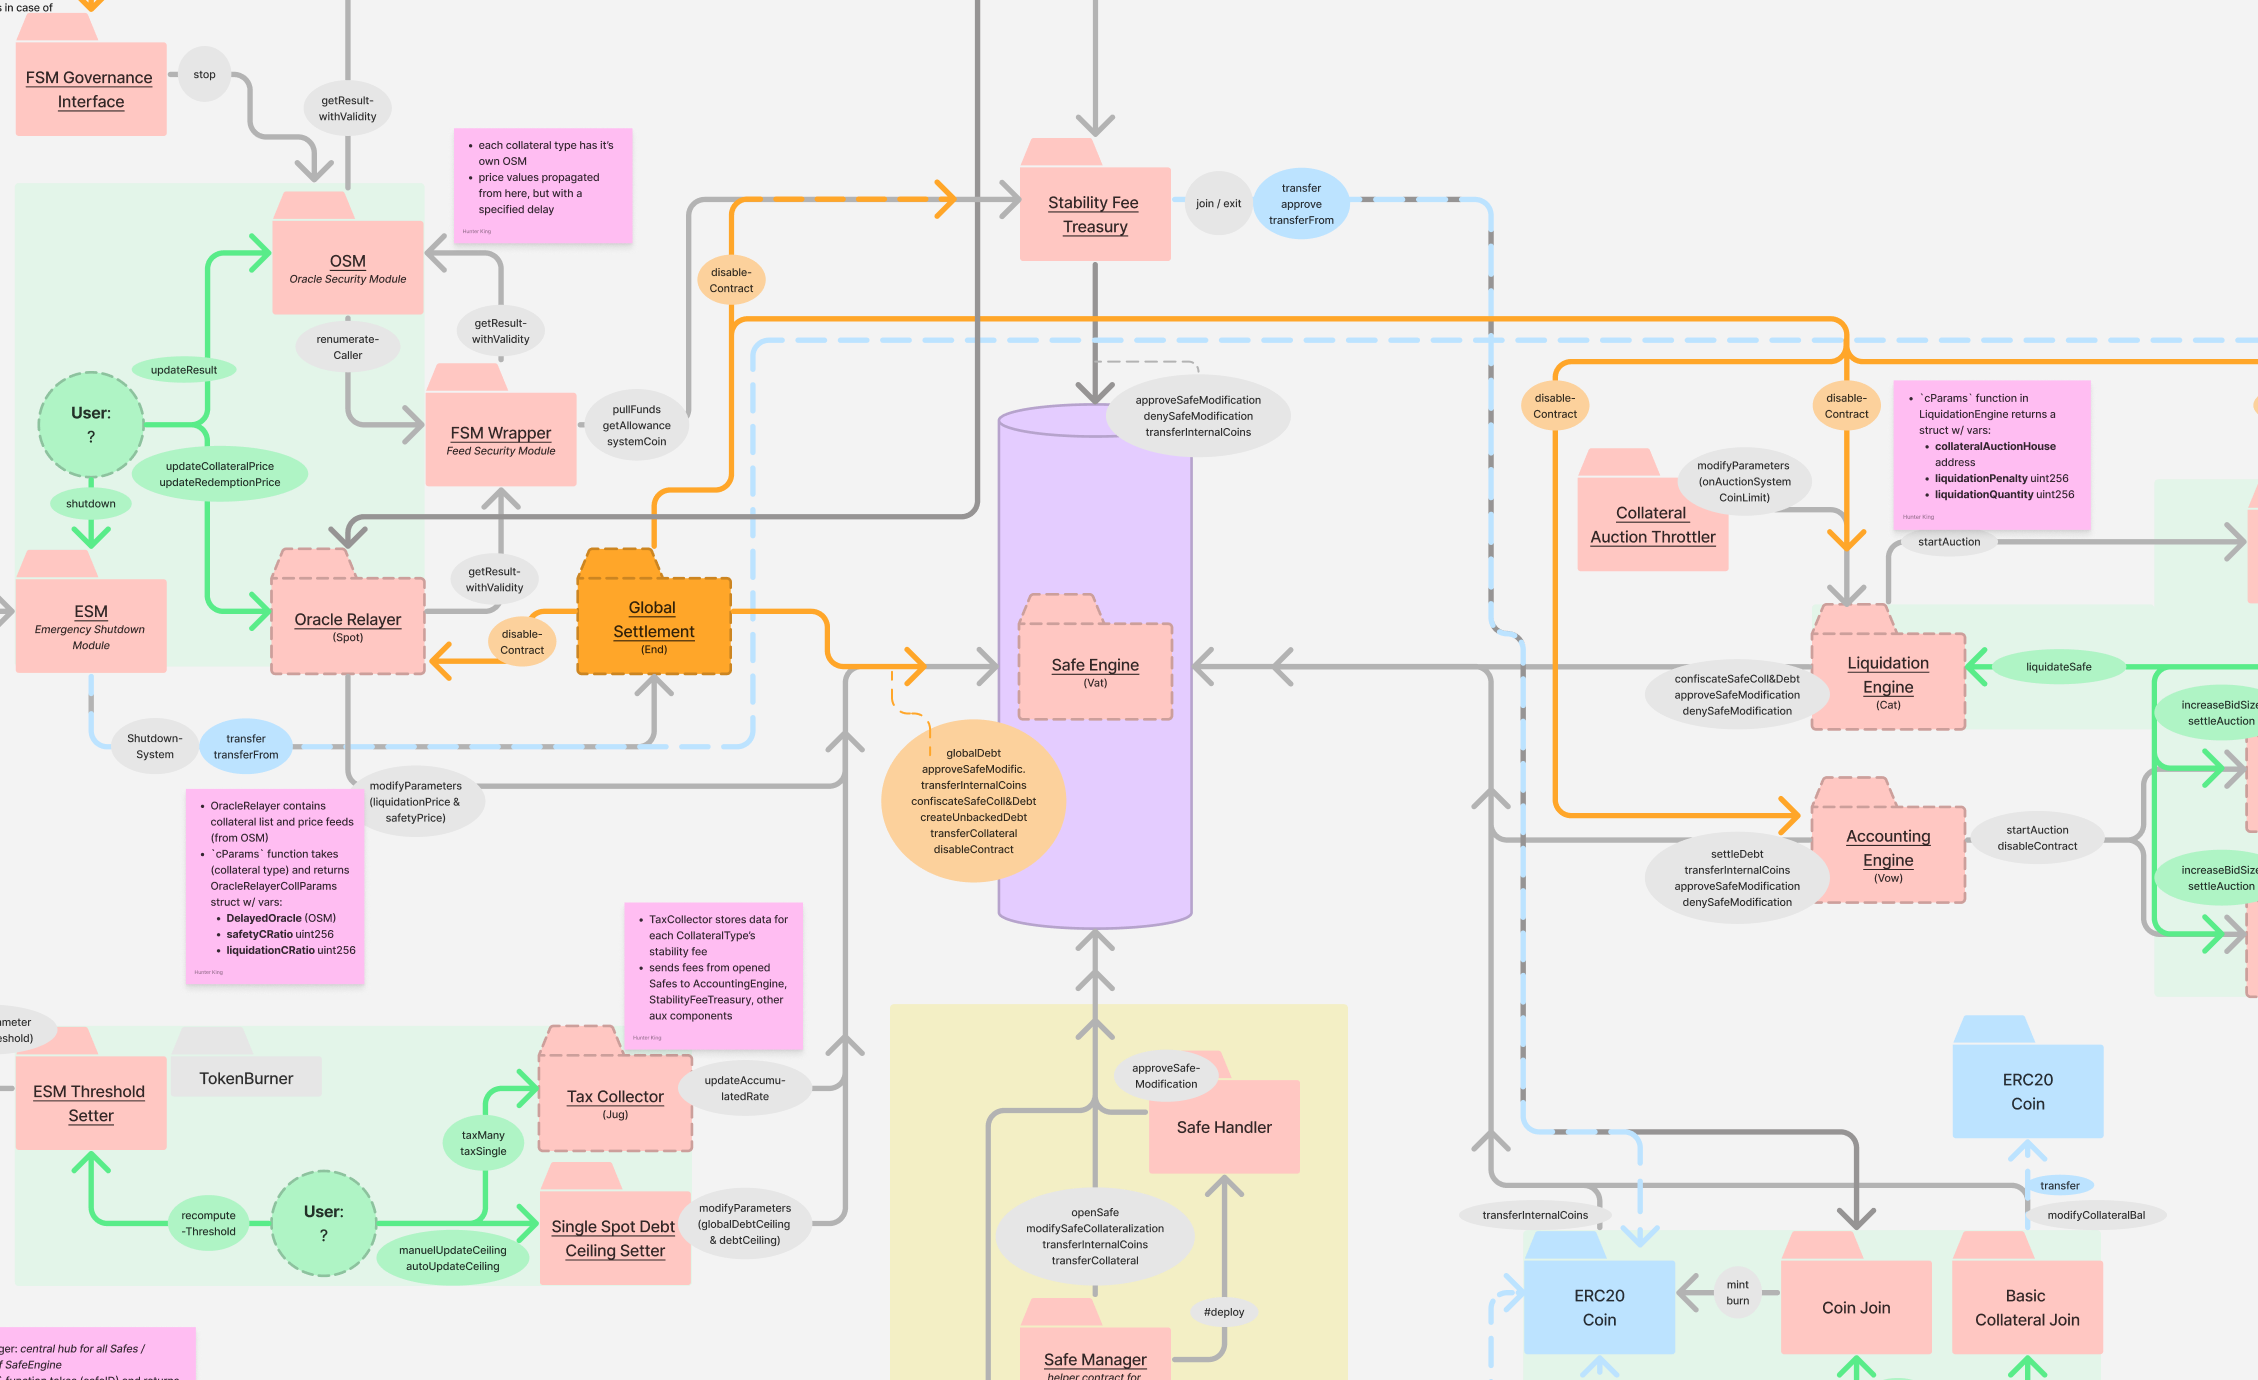 s in case of
FSM Governance
Interface
stop
getResult-
withValidity
• each collateral type has it's
own OSM
• price values propagated
from here, but with a
specified delay
Hunter King
OSM
Oracle Security Module
updateResult
renumerate-
Caller
getResult-
withValidity
User:
?
updateCollateralPrice
updateRedemptionPrice
shutdown
FSM Wrapper
Feed Security Module
pullFunds
getAllowance
systemCoin
disable-
Contract
Stability Fee
Treasury
join / exit
transfer
approve
transferFrom
approveSafeModification
denySafeModification
transferInternalCoins
disable-
Contract
disable-
Contract
• `cParams` function in
LiquidationEngine returns a
struct w/ vars:
• collateralAuctionHouse
address
• liquidationPenalty uint256
• liquidationQuantity uint256
Hunter King
modifyParameters
(onAuctionSystem
CoinLimit)
Collateral
Auction Throttler
startAuction
ESM
Emergency Shutdown
Module
Oracle Relayer
(Spot)
getResult-
withValidity
disable-
Contract
Global
Settlement
(End)
Safe Engine
(Vat)
confiscateSafeColl&Debt
approveSafeModification
denySafeModification
Liquidation
Engine
(Cat)
liquidateSafe
increaseBidSize
settleAuction
Shutdown-
System
transfer
transferFrom
modifyParameters
(liquidationPrice &
safetyPrice)
globalDebt
approveSafeModific.
transferInternalCoins
confiscateSafeColl&Debt
createUnbackedDebt
transferCollateral
disableContract
• OracleRelayer contains
collateral list and price feeds
(from OSM)
• `cParams` function takes
(collateral type) and returns
OracleRelayerCollParams
struct w/ vars:
• DelayedOracle (OSM)
• safetyCRatio uint256
• liquidationCRatio uint256
Hunter King
settleDebt
transferInternalCoins
approveSafeModification
denySafeModification
Accounting
Engine
(Vow)
startAuction
disableContract
increaseBidSize
settleAuction
• TaxCollector stores data for
each CollateralType's
stability fee
• sends fees from opened
Safes to AccountingEngine,
StabilityFeeTreasury, other
aux components
Hunter King
ameter
eshold)
ESM Threshold
Setter
TokenBurner
Tax Collector
(Jug)
updateAccumu-
latedRate
taxMany
taxSingle
recompute
-Threshold
User:
?
manuelUpdateCeiling
autoUpdateCeiling
Single Spot Debt
Ceiling Setter
modifyParameters
(globalDebtCeiling
& debtCeiling)
approveSafe-
Modification
Safe Handler
openSafe
modifySafeCollateralization
transferInternalCoins
transferCollateral
#deploy
Safe Manager
helper contract for
ERC20
Coin
transfer
transferInternalCoins
modifyCollateralBal
ERC20
Coin
mint
burn
Coin Join
Basic
Collateral Join
ger: central hub for all Safes /
f SafeEngine